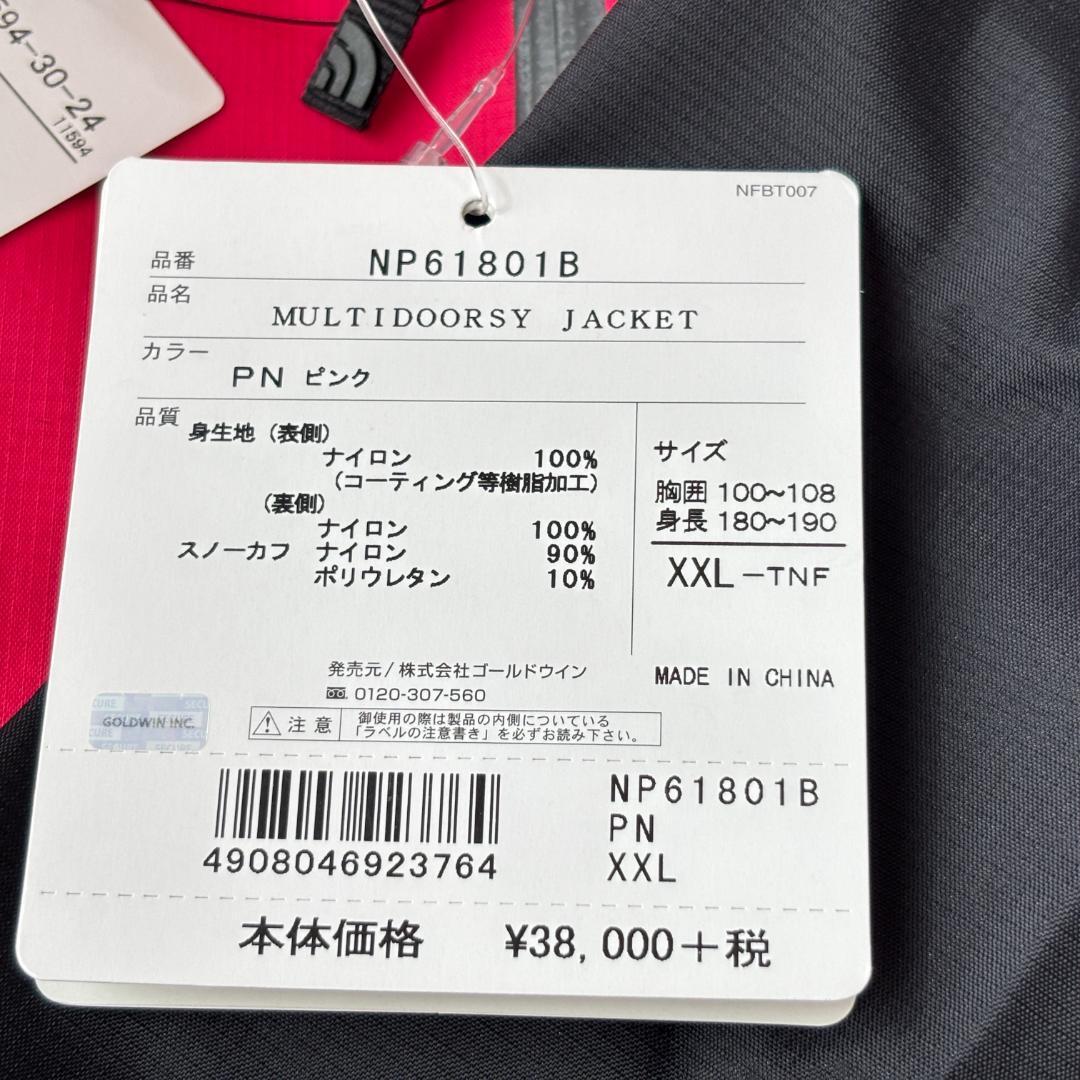 594-30-24
11594
NFBT007
品番 NP61801B
品名
MULTIDOORSY JACKET
カラー
PN ピンク
品質
身生地（表側）
ナイロン 100%
（コーティング等樹脂加工）
（裏側）
ナイロン 100%
スノーカフ ナイロン 90%
ポリウレタン 10%
サイズ
胸囲 100~108
身長 180~190
XXL-TNF
発売元/株式会社ゴールドウイン
0120-307-560
MADE IN CHINA
GOLDWIN INC.
注意
御使用の際は製品の内側についている
「ラベルの注意書き」を必ずお読み下さい。
4908046923764
NP61801B
PN
XXL
本体価格 ¥38,000+税